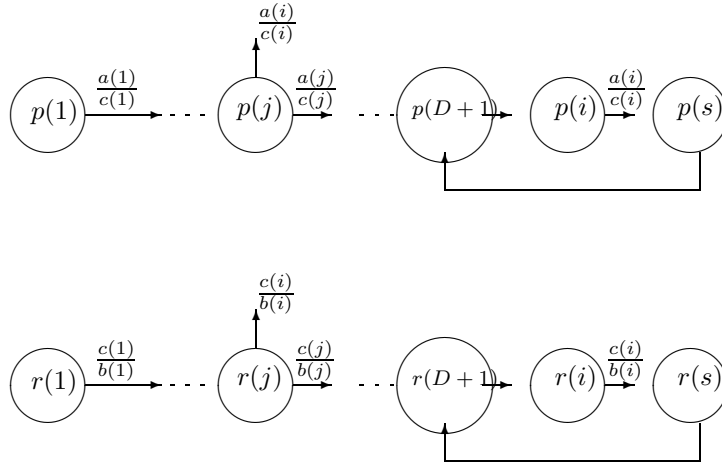 a(i)/c(i)
a(1)/c(1) a(j)/c(j) a(i)/c(i)
p(1) p(j) p(D + 1) p(i) p(s)
c(i)/b(i)
c(1)/b(1) c(j)/b(j) c(i)/b(i)
r(1) r(j) r(D + 1) r(i) r(s)